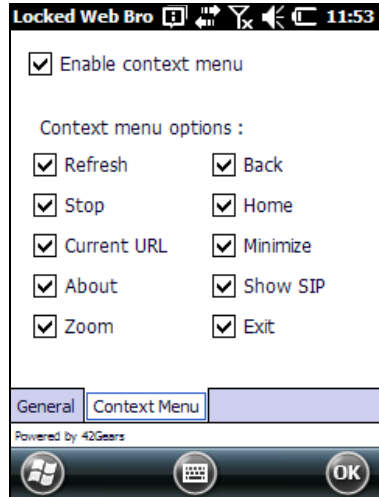 Locked Web Bro 11:53
Enable context menu
Context menu options :
Refresh Back
Stop Home
Current URL Minimize
About Show SIP
Zoom Exit
General Context Menu
Powered by 42Gears
OK